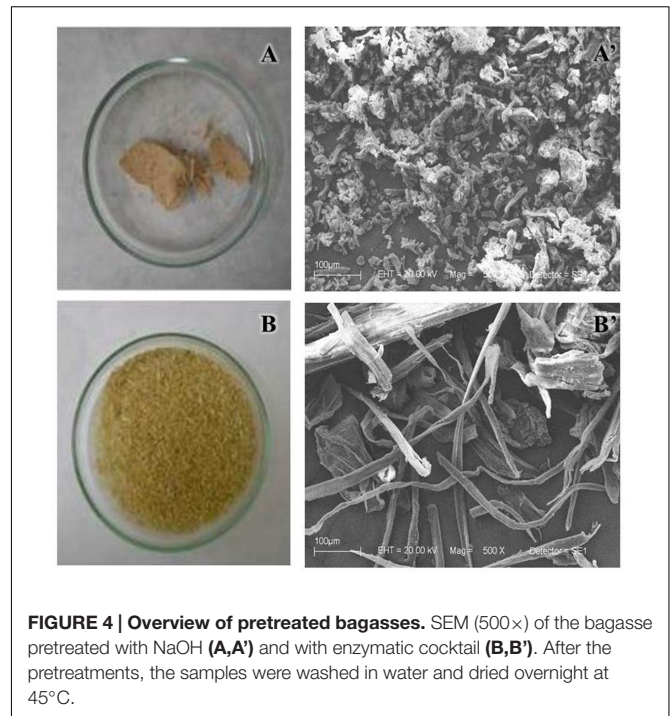 A
A'
100µm
EHT = 20.00 kV
Mag =
Detector = SE1
B
B'
100µm
EHT = 20.00 kV
Mag = 500 X
Detector = SE1
FIGURE 4 | Overview of pretreated bagasses. SEM (500×) of the bagasse
pretreated with NaOH (A,A') and with enzymatic cocktail (B,B'). After the
pretreatments, the samples were washed in water and dried overnight at
45°C.